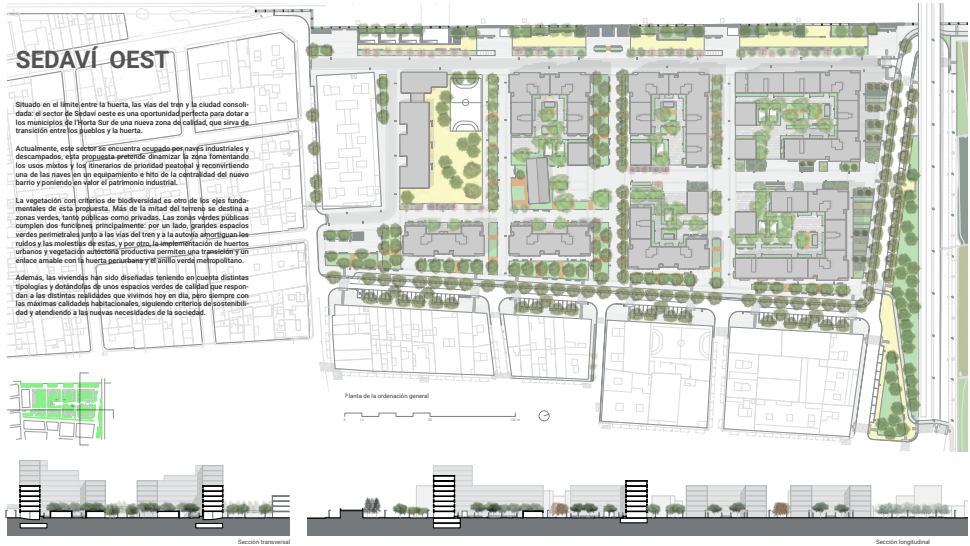 SEDAVÍ OEST
Situado en el límite entre la huerta, las vías del tren y la ciudad consoli-
dada: el sector de Sedaví oeste es una oportunidad perfecta para dotar a
los municipios de l'Horta Sur de una nueva zona de calidad, que sirva de
transición entre los pueblos y la huerta.
Actualmente, este sector se encuentra ocupado por naves industriales y
descampados, esta propuesta pretende dinamizar la zona fomentando
los usos mixtos y los itinerarios de prioridad peatonal y reconvirtiendo
una de las naves en un equipamiento e hito de la centralidad del nuevo
barrio y poniendo en valor el patrimonio industrial.
La vegetación con criterios de biodiversidad es otro de los ejes funda-
mentales de esta propuesta. Más de la mitad del terreno se destina a
zonas verdes, tanto públicas como privadas. Las zonas verdes públicas
cumplen dos funciones principalmente: por un lado, grandes espacios
verdes perimetrales junto a las vías del tren y a la autovía amortiguan los
ruidos y las molestias de estas, y por otro, la implementación de huertos
urbanos y vegetación autóctona productiva permiten una transición y un
enlace amable con la huerta periurbana y el anillo verde metropolitano.
Además, las viviendas han sido diseñadas teniendo en cuenta distintas
tipologías y dotándolas de unos espacios verdes de calidad que respon-
dan a las distintas realidades que vivimos hoy en día, pero siempre con
las máximas calidades habitacionales, siguiendo criterios de sostenibili-
dad y atendiendo a las nuevas necesidades de la sociedad.
Planta de la ordenación general
Sección transversal
Sección longitudinal